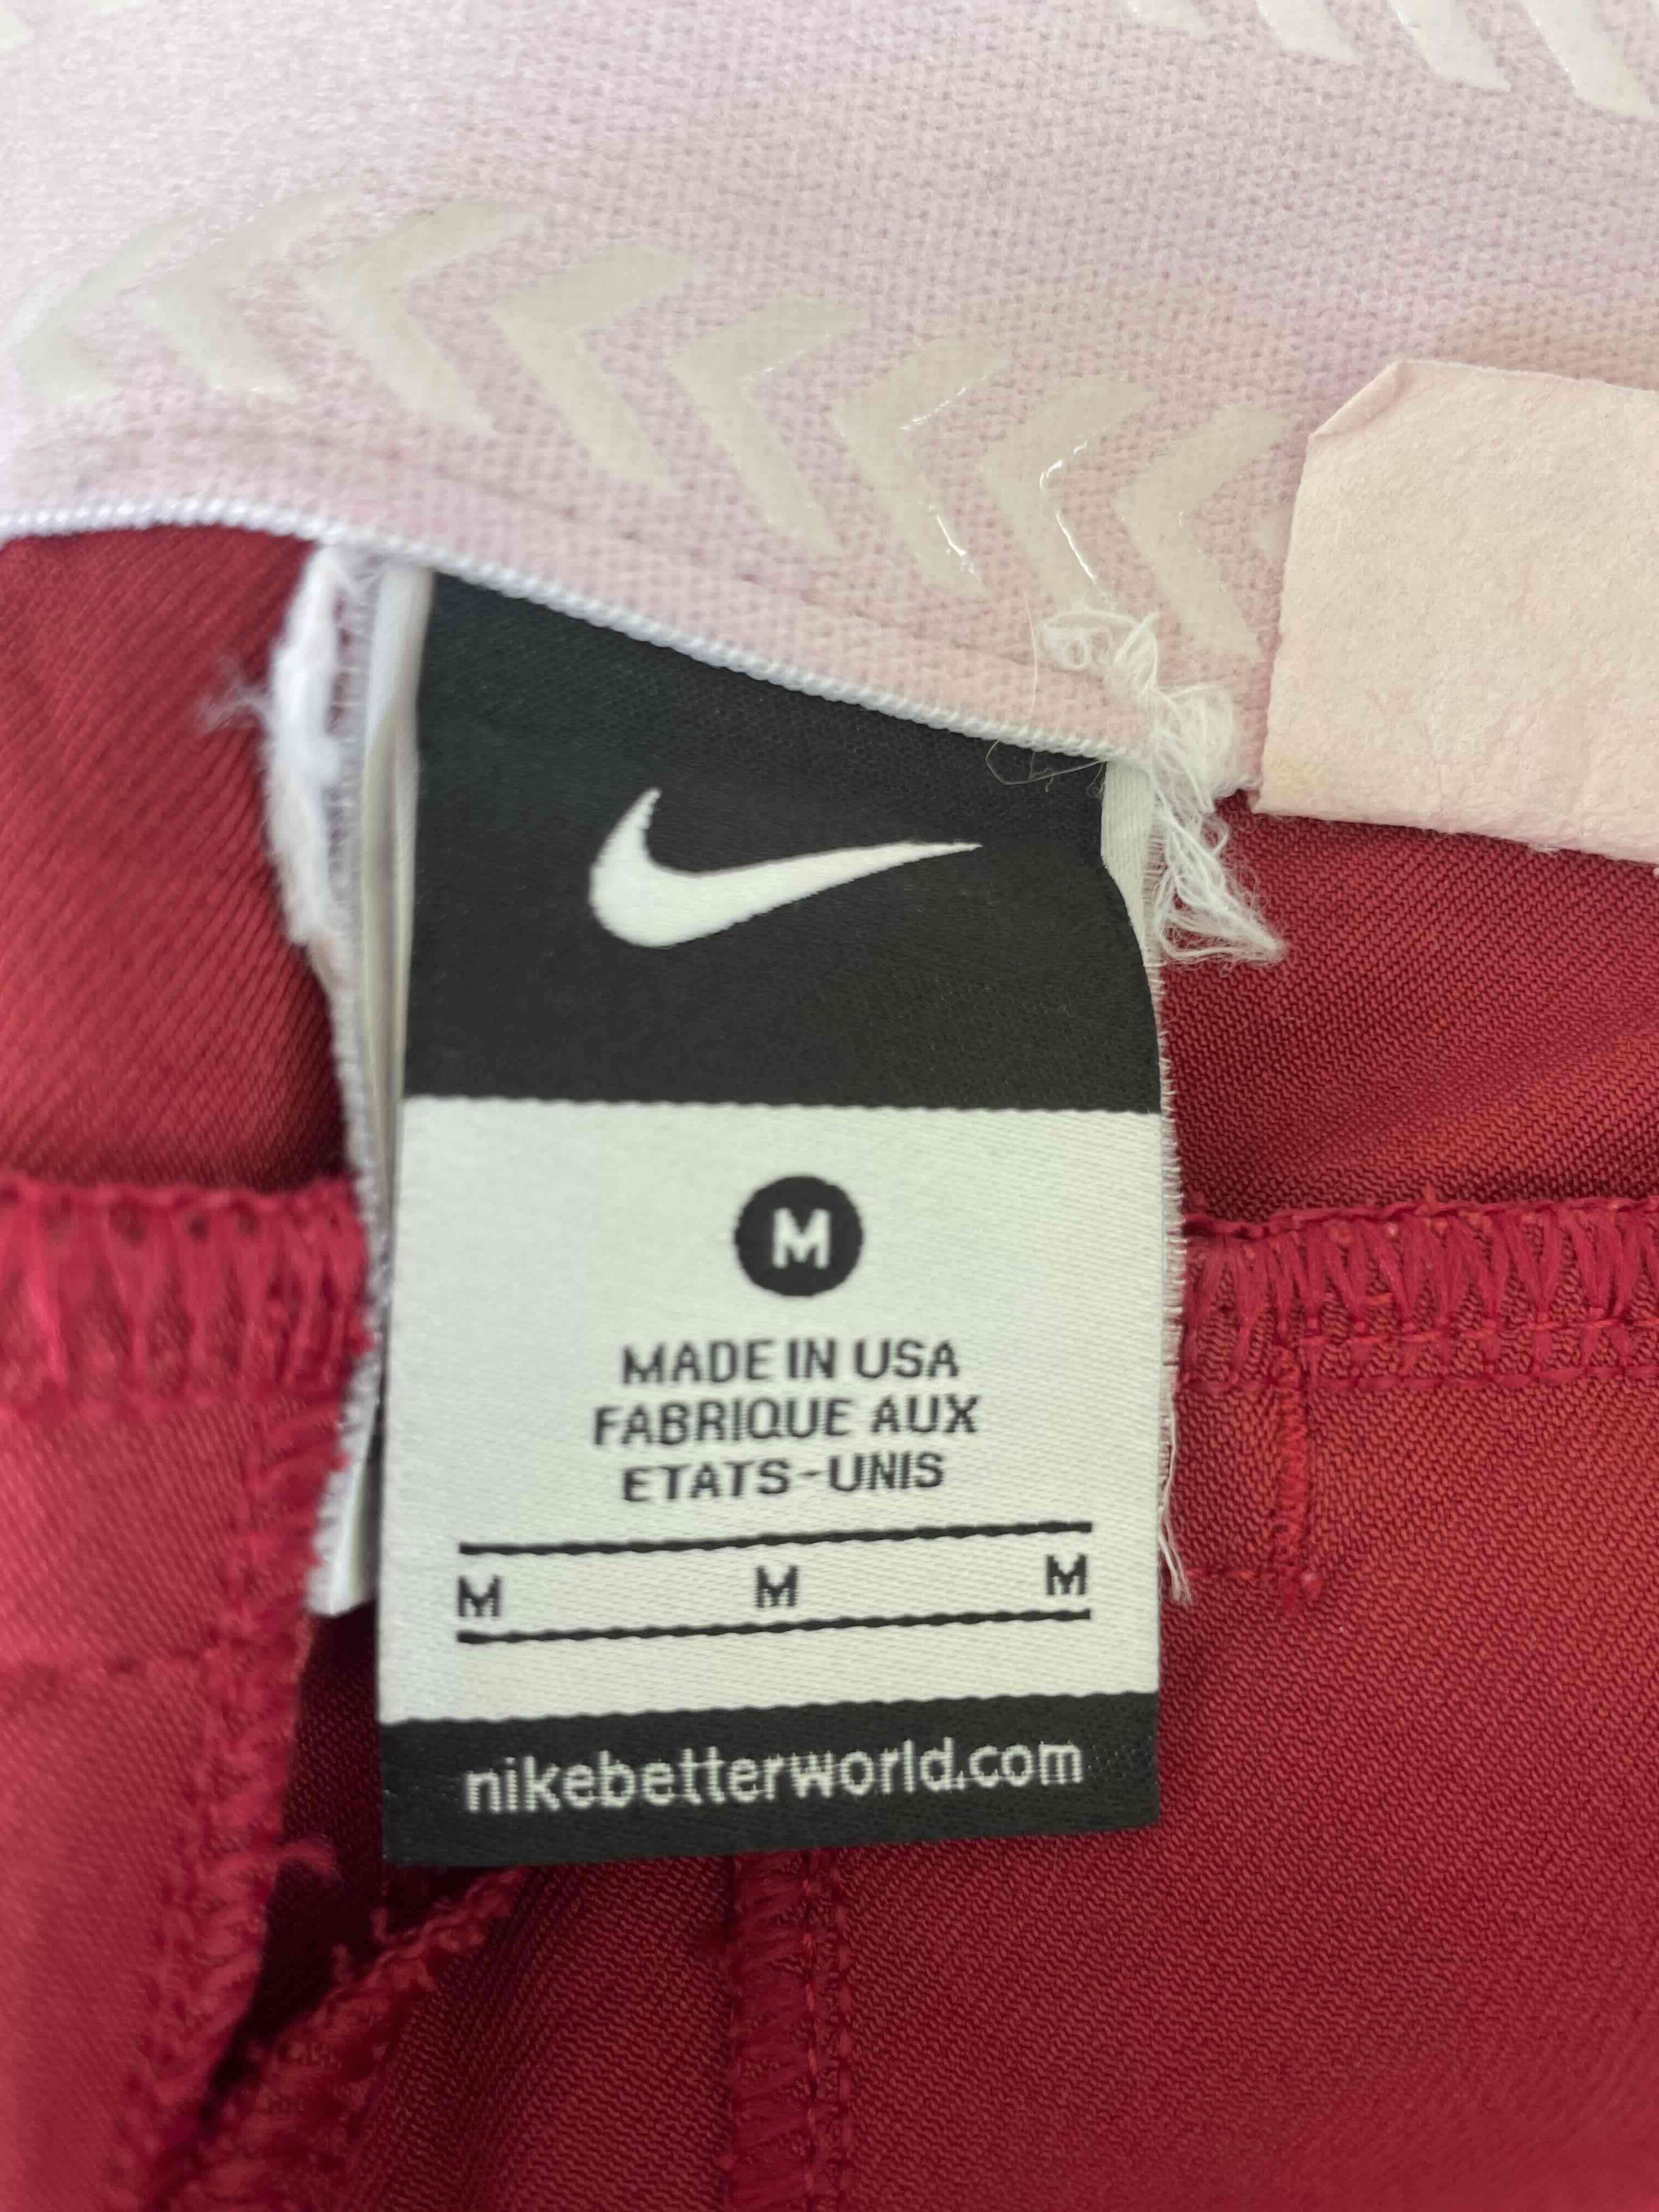 M
MADE IN USA
FABRIQUE AUX
ETATS-UNIS
M M M
nikebetterworld.com